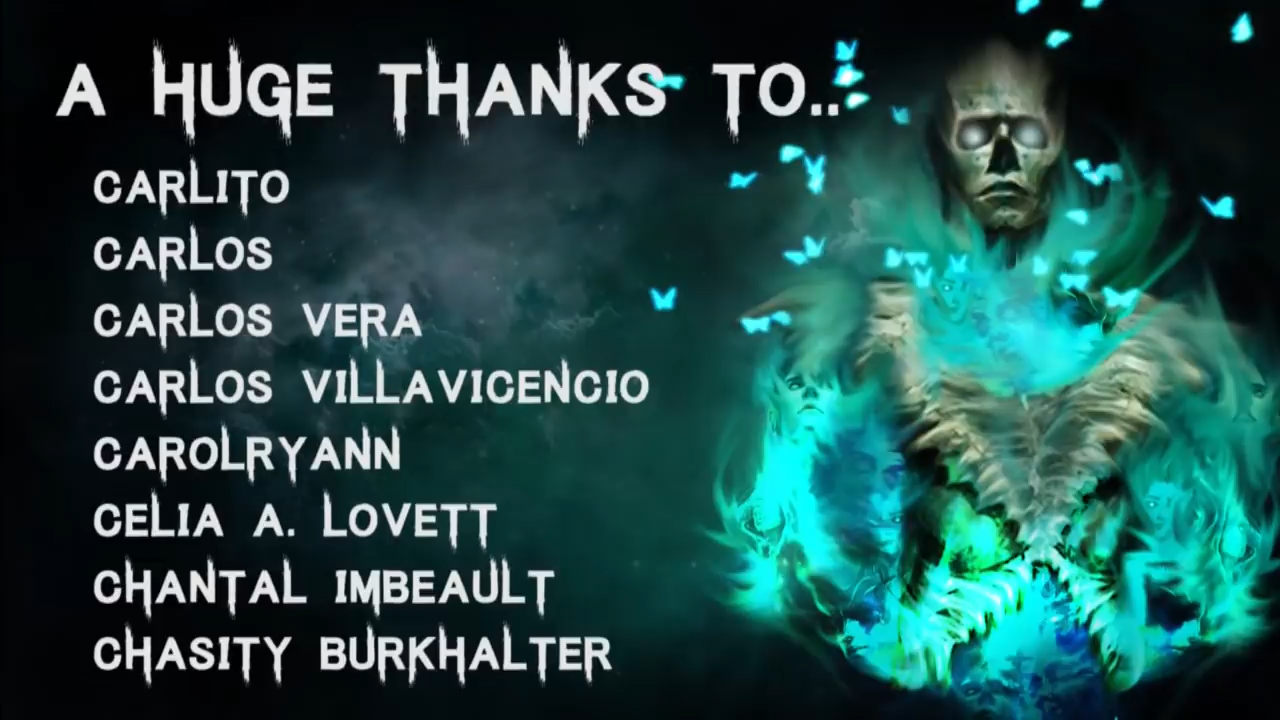 A HUGE THANKS TO..
CARLITO
CARLOS
CARLOS VERA
CARLOS VILLAVICENCIO
CAROLRYANN
CELIA A. LOVETT
CHANTAL IMBEAULT
CHASITY BURKHALTER